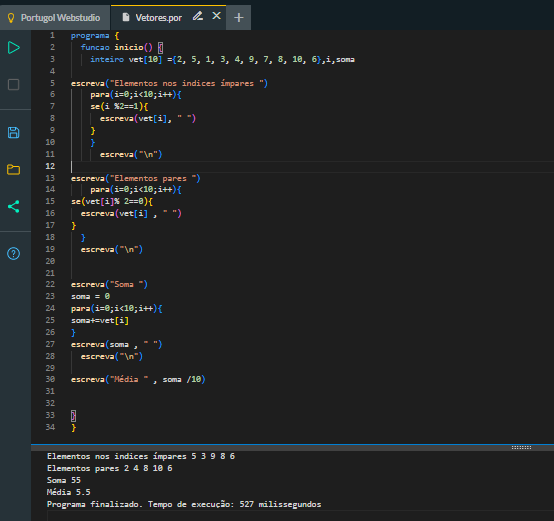 Portugol Webstudio Vetores.por
1 programa {
2 funcao inicio() {
3 inteiro vet[10] ={2, 5, 1, 3, 4, 9, 7, 8, 10, 6},i,soma
4
5 escreva("Elementos nos indices ímpares ")
6 para(i=0;i<10;i++){
7 se(i %2==1){
8 escreva(vet[i], " ")
9 }
10 }
11 escreva("\n")
12
13 escreva("Elementos pares ")
14 para(i=0;i<10;i++){
15 se(vet[i]% 2==0){
16 escreva(vet[i] , " ")
17 }
18 }
19 escreva("\n")
20
21
22 escreva("Soma ")
23 soma = 0
24 para(i=0;i<10;i++){
25 soma+=vet[i]
26 }
27 escreva(soma , " ")
28 escreva("\n")
29
30 escreva("Média " , soma /10)
31
32
33 }
34 }
Elementos nos indices ímpares 5 3 9 8 6
Elementos pares 2 4 8 10 6
Soma 55
Média 5.5
Programa finalizado. Tempo de execução: 527 milissegundos